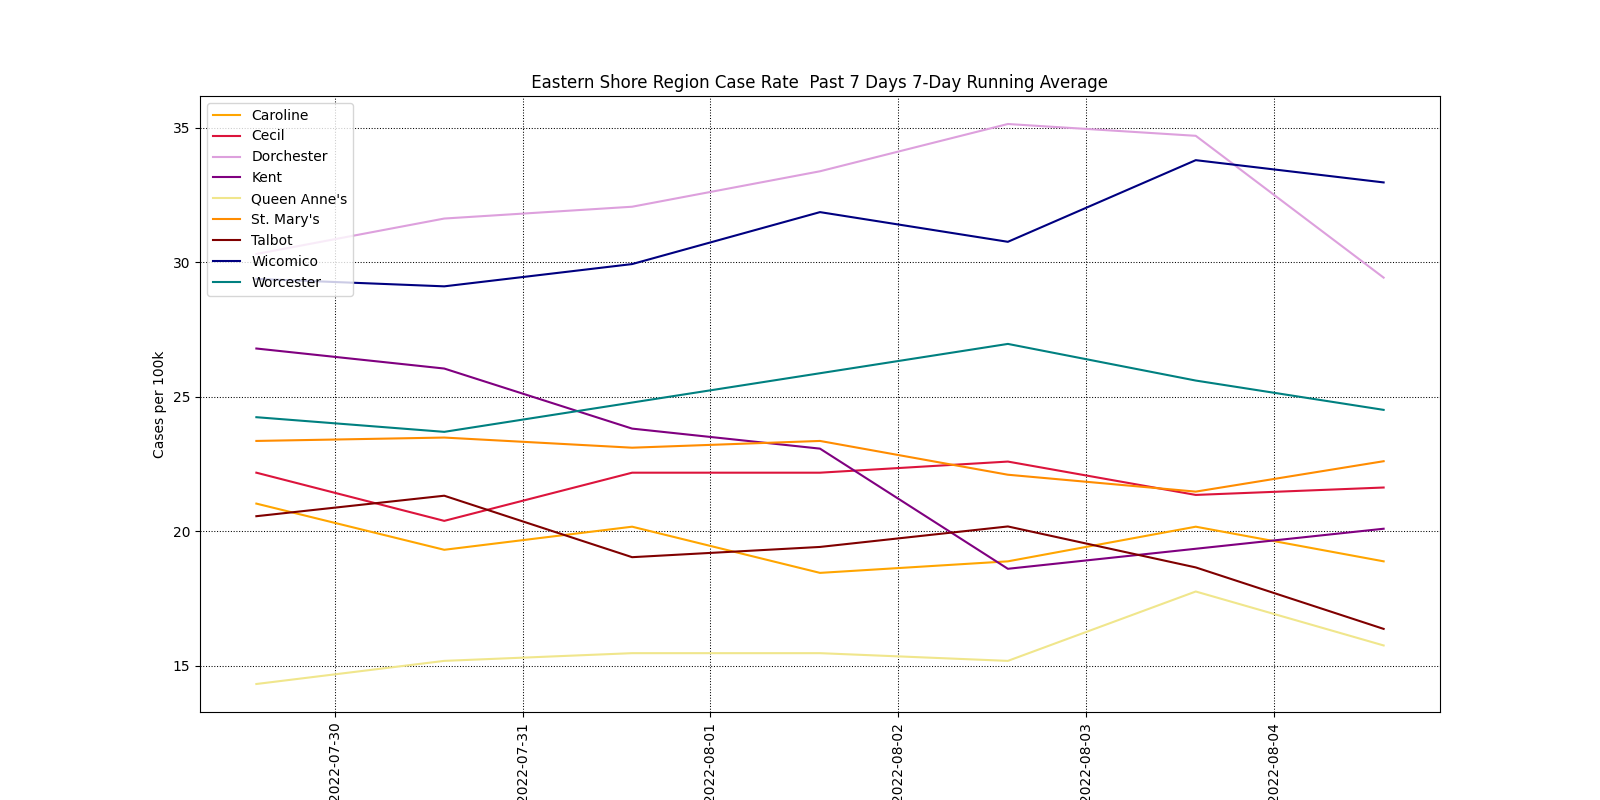 Eastern Shore Region Case Rate  Past 7 Days 7-Day Running Average
Caroline
Cecil
Dorchester
Kent
Queen Anne's
St. Mary's
Talbot
Wicomico
Worcester
35
30
25
20
15
Cases per 100k
2022-07-30
2022-07-31
2022-08-01
2022-08-02
2022-08-03
2022-08-04